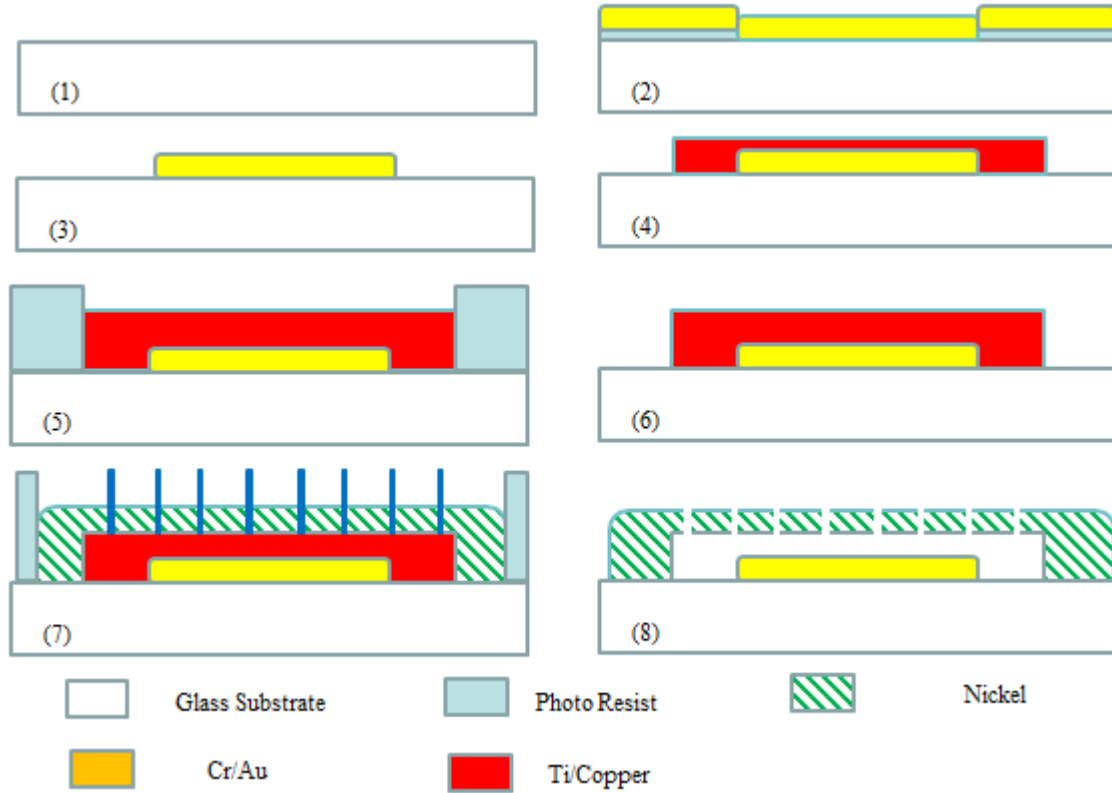 (1)
(2)
(3)
(4)
(5)
(6)
(7)
(8)
Glass Substrate
Photo Resist
Nickel
Cr/Au
Ti/Copper